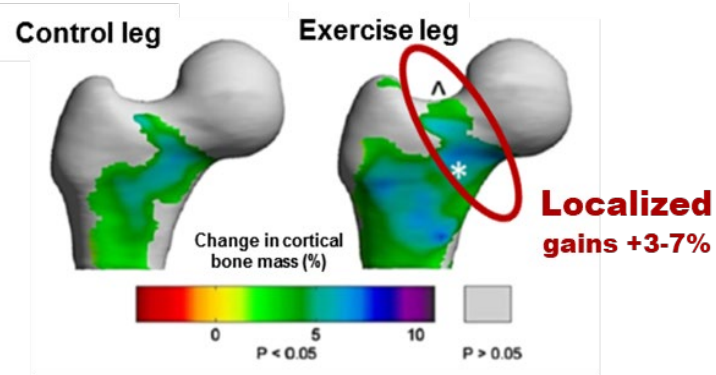 Control leg
Exercise leg
^
*
Localized
gains +3-7%
Change in cortical
bone mass (%)
0 5 10
P < 0.05
P > 0.05